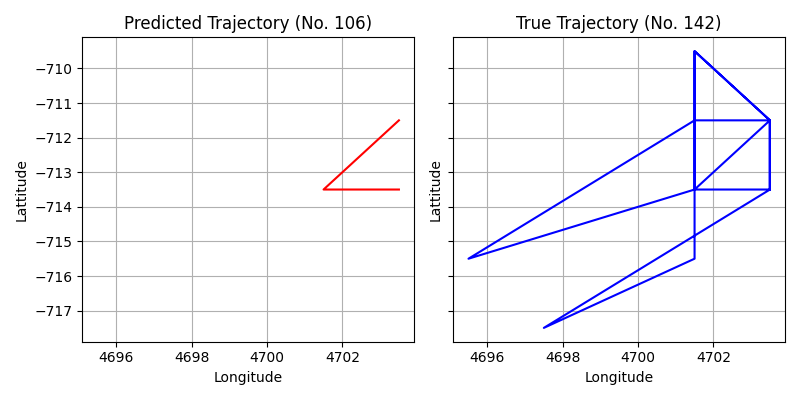 Predicted Trajectory (No. 106)
True Trajectory (No. 142)
−710
−711
−712
−713
−714
−715
−716
−717
Lattitude
Lattitude
4696 4698 4700 4702
4696 4698 4700 4702
Longitude
Longitude